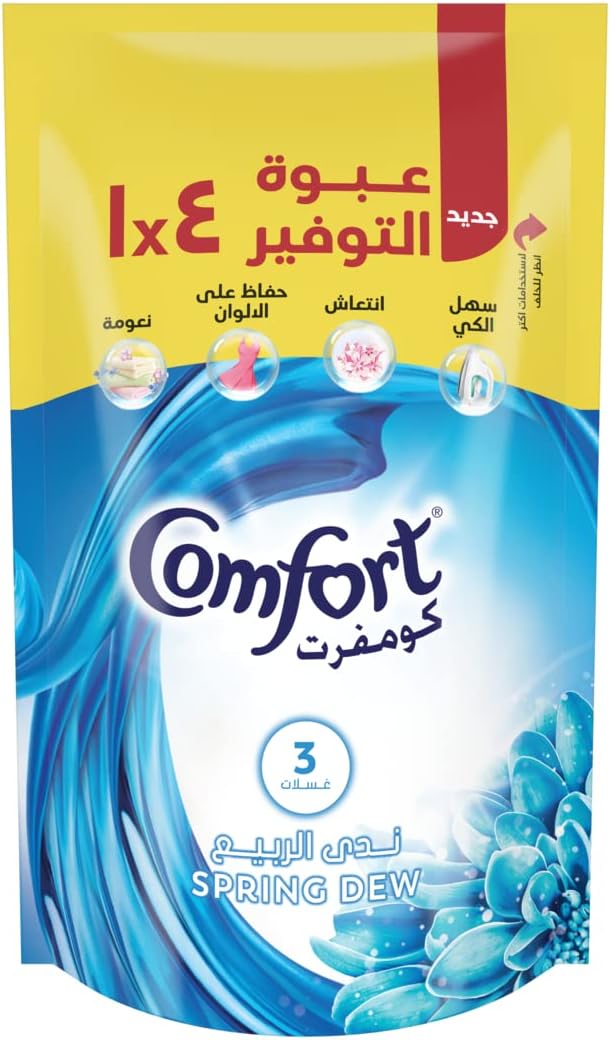 جديد
عبوة
التوفير
٤x١
انظر للخلف
لاستخدامات اكثر
سهل
الكي
انتعاش
حفاظ على
الالوان
نعومة
Comfort®
كومفرت
3
غسلات
ندى الربيع
SPRING DEW